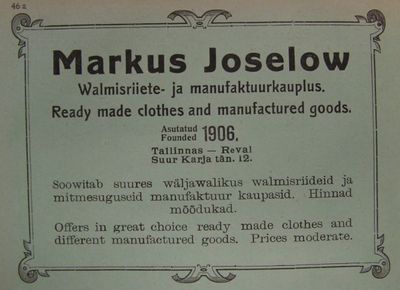 46 a
Markus Joselow
Walmisriiete- ja manufaktuurkauplus.
Ready made clothes and manufactured goods.
Asutatud
Founded 1906.
Tallinnas — Reval
Suur Karja tän. 12.
Soowitab suures wäljawalikus walmisriideid ja
mitmesuguseid manufaktuur kaupasid. Hinnad
mõõdukad.
Offers in great choice ready made clothes and
different manufactured goods. Prices moderate.